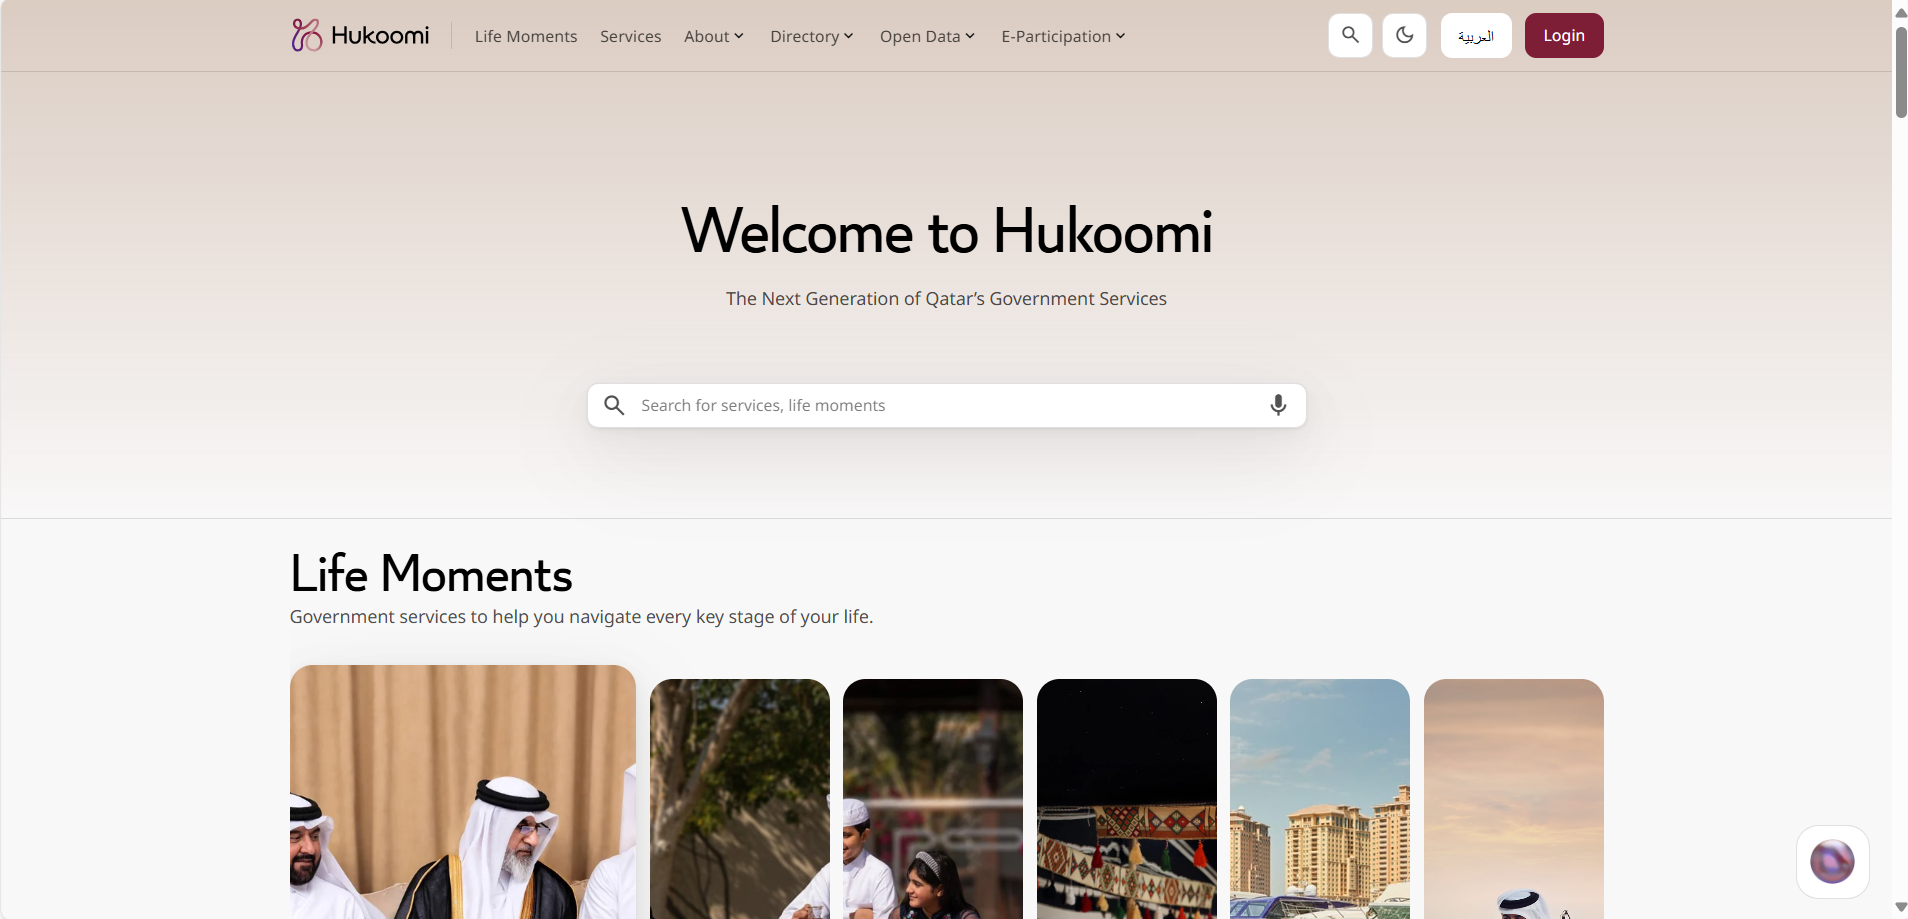 Hukoomi
Life Moments
Services
About
Directory
Open Data
E-Participation
العربية
Login
Welcome to Hukoomi
The Next Generation of Qatar’s Government Services
Search for services, life moments
Life Moments
Government services to help you navigate every key stage of your life.